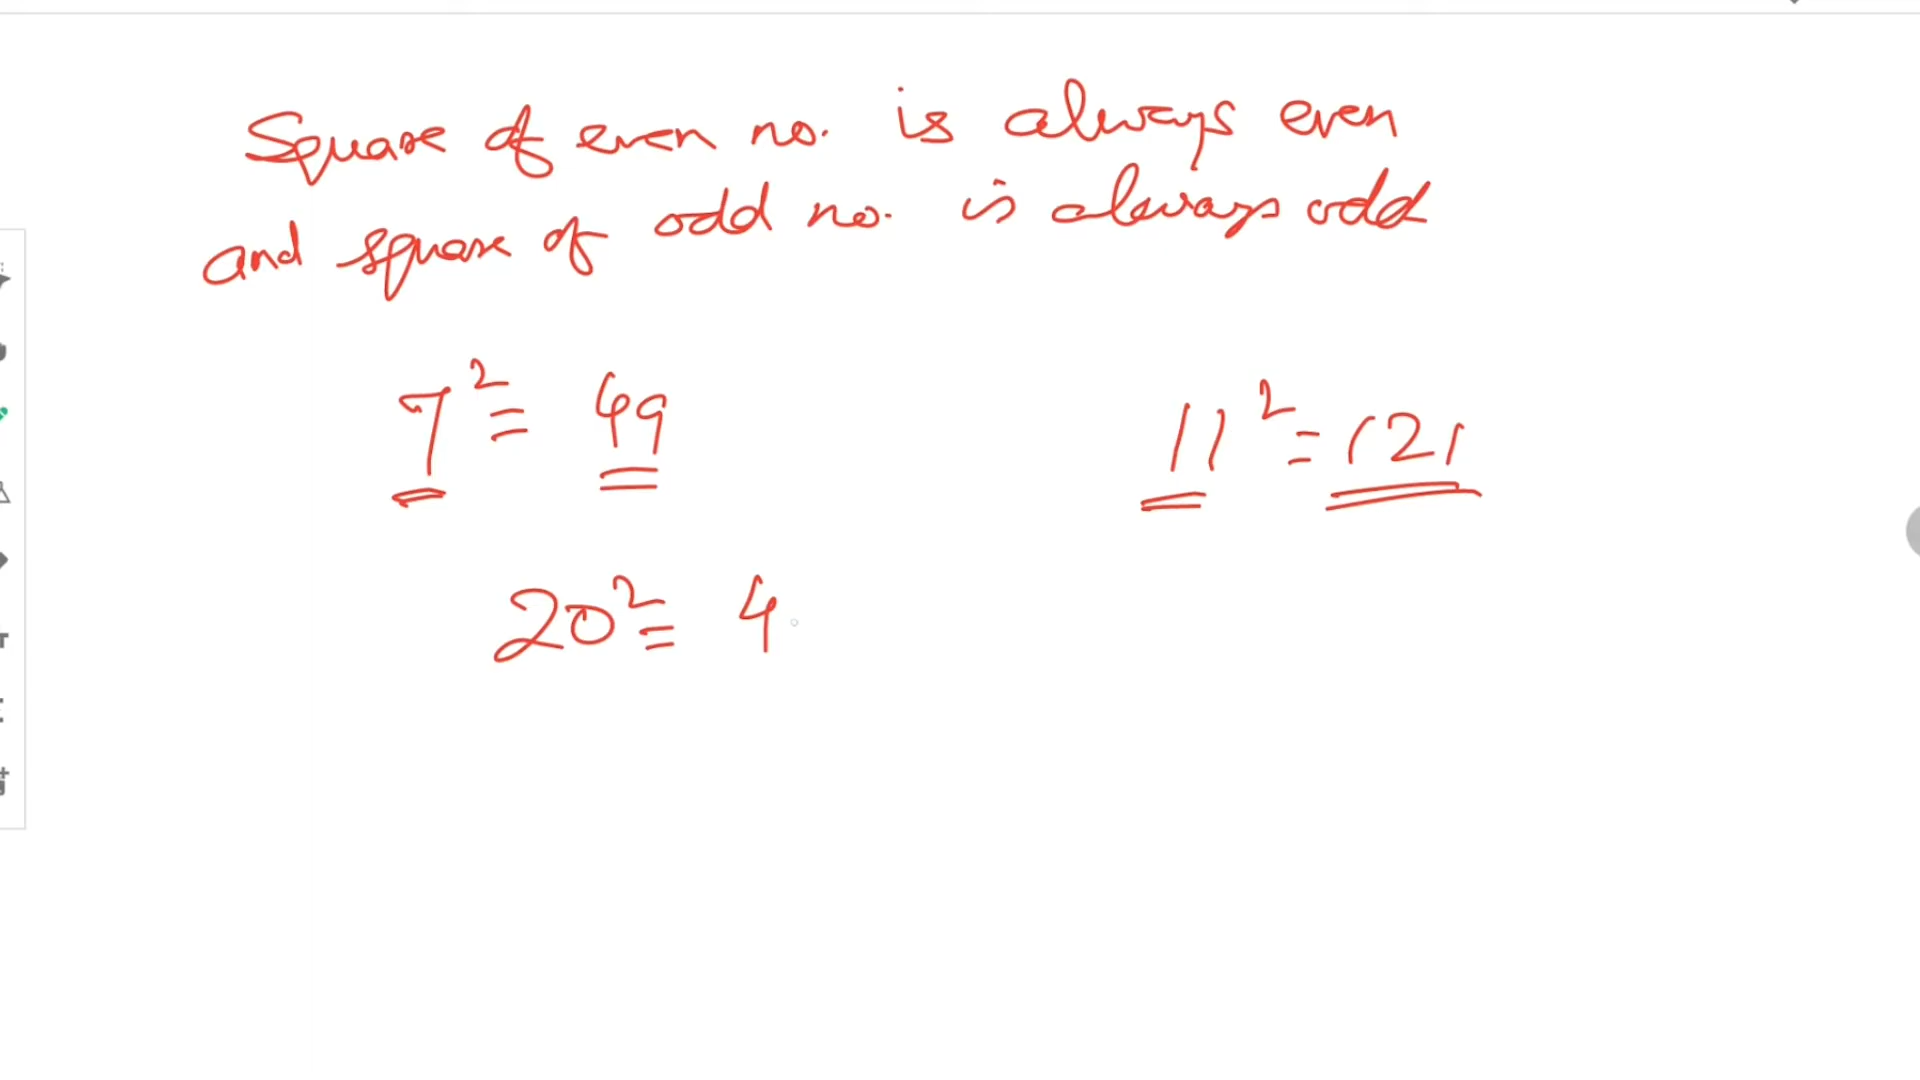 Square of even no. is always even
and square of odd no. is always odd
7² = 49
11² = 121
20² = 4